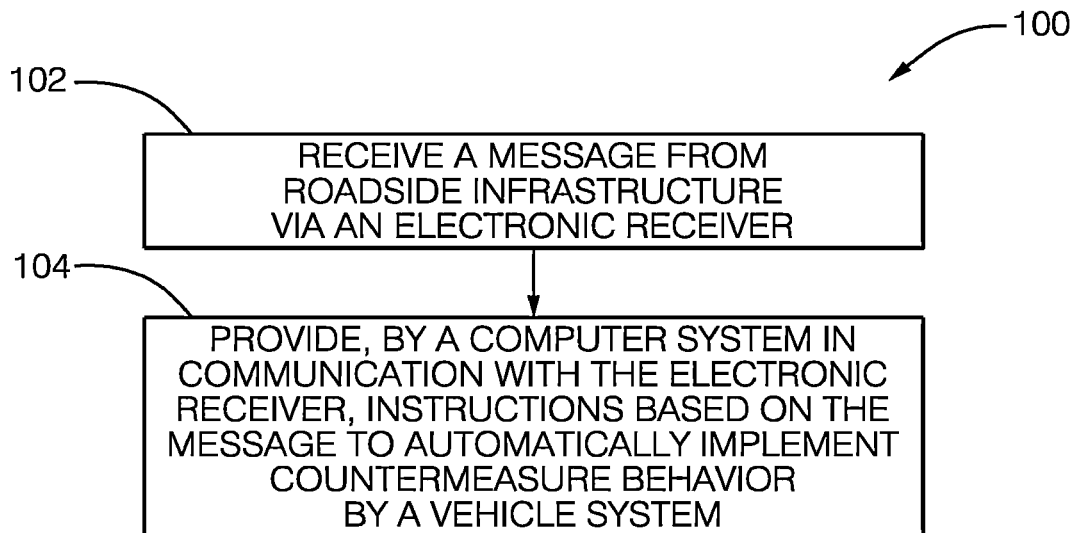 100
102
RECEIVE A MESSAGE FROM
ROADSIDE INFRASTRUCTURE
VIA AN ELECTRONIC RECEIVER
104
PROVIDE, BY A COMPUTER SYSTEM IN
COMMUNICATION WITH THE ELECTRONIC
RECEIVER, INSTRUCTIONS BASED ON THE
MESSAGE TO AUTOMATICALLY IMPLEMENT
COUNTERMEASURE BEHAVIOR
BY A VEHICLE SYSTEM